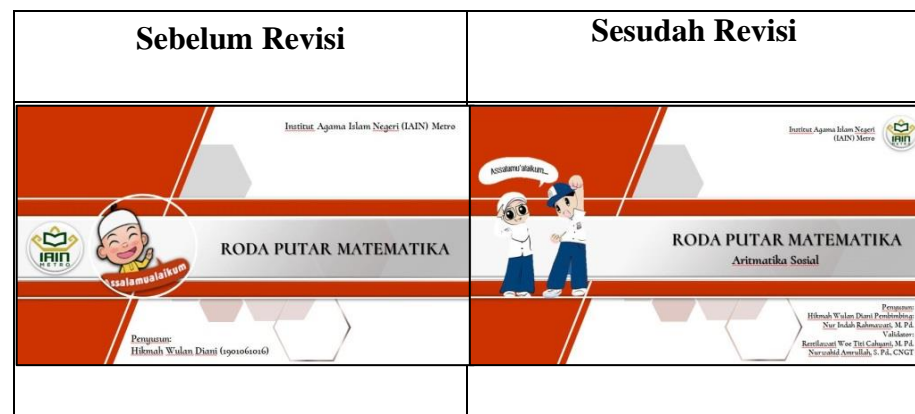 Sebelum Revisi
Sesudah Revisi
Institut Agama Islam Negeri (IAIN) Metro
IAIN
METRO
ssalamualaikum
RODA PUTAR MATEMATIKA
Penyusun:
Hikmah Wulan Diani (1901061016)
Institut Agama Islam Negeri
(IAIN) Metro
IAIN
Assalamu'alaikum...
RODA PUTAR MATEMATIKA
Aritmatika Sosial
Penyusun:
Hikmah Wulan Diani Pembimbing:
Nur Indah Rahmawati, M. Pd.
Validator:
Restilawati Woe Titi Cahyani, M. Pd.
Nurwahid Amrullah, S. Pd., CNGT